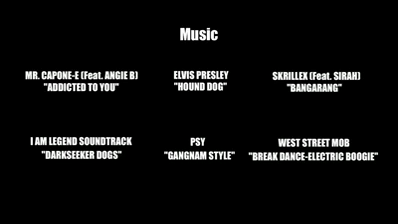 Music
MR. CAPONE-E (Feat. ANGIE B)
"ADDICTED TO YOU"
ELVIS PRESLEY
"HOUND DOG"
SKRILLEX (Feat. SIRAH)
"BANGARANG"
I AM LEGEND SOUNDTRACK
"DARKSEEKER DOGS"
PSY
"GANGNAM STYLE"
WEST STREET MOB
"BREAK DANCE-ELECTRIC BOOGIE"